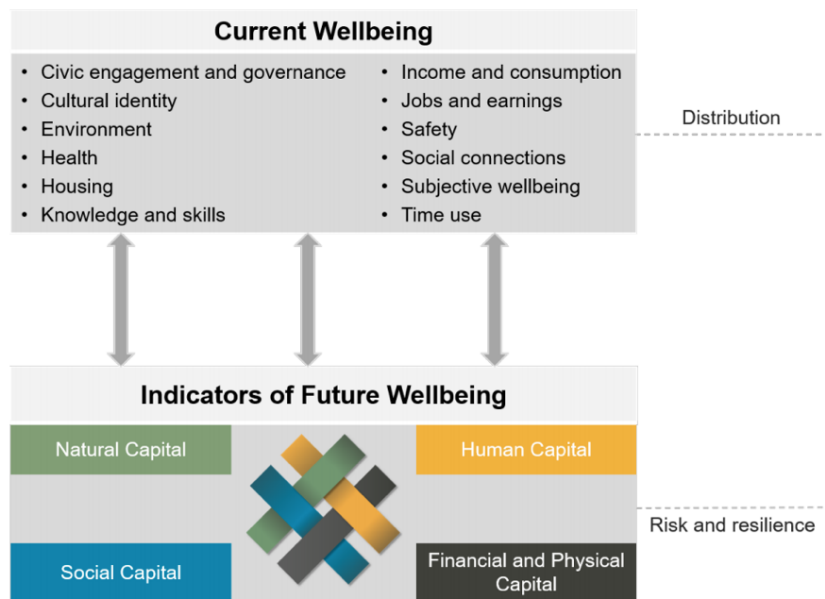 Current Wellbeing
• Civic engagement and governance
• Cultural identity
• Environment
• Health
• Housing
• Knowledge and skills
• Income and consumption
• Jobs and earnings
• Safety
• Social connections
• Subjective wellbeing
• Time use
Distribution
Indicators of Future Wellbeing
Natural Capital
Human Capital
Social Capital
Financial and Physical
Capital
Risk and resilience